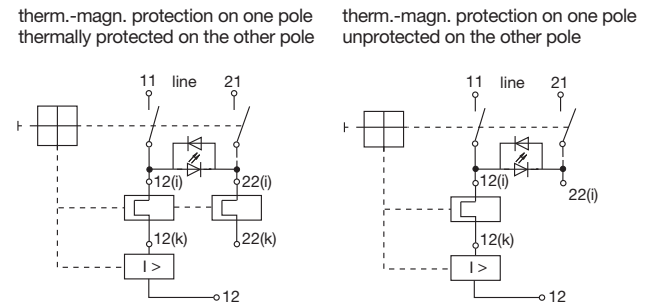 therm.-magn. protection on one pole
thermally protected on the other pole
11 line 21
12(i) 22(i)
12(k) 22(k)
I >
12
therm.-magn. protection on one pole
unprotected on the other pole
11 line 21
12(i)
22(i)
12(k)
I >
12